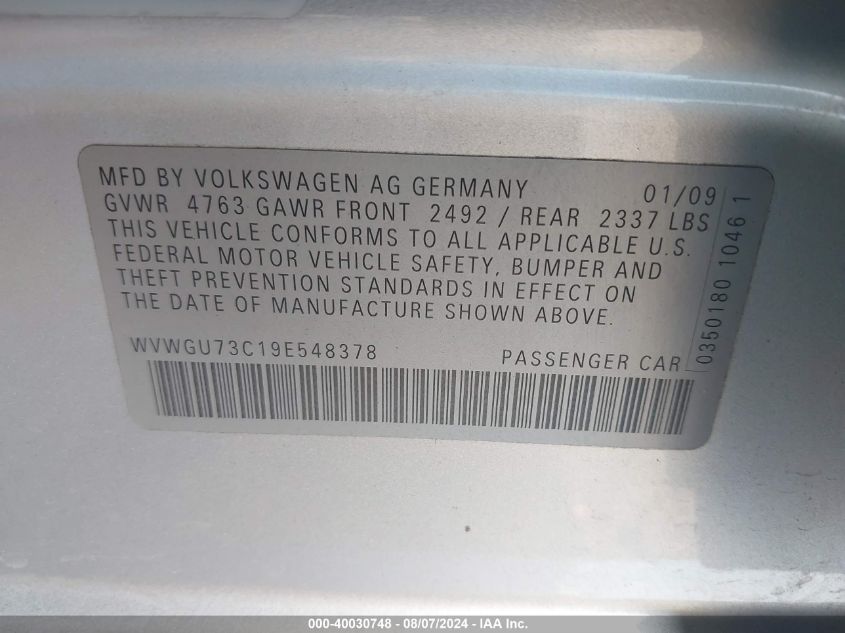 MFD BY VOLKSWAGEN AG GERMANY 01/09
GVWR 4763 GAWR FRONT 2492 / REAR 2337 LBS
THIS VEHICLE CONFORMS TO ALL APPLICABLE U.S.
FEDERAL MOTOR VEHICLE SAFETY, BUMPER AND
THEFT PREVENTION STANDARDS IN EFFECT ON
THE DATE OF MANUFACTURE SHOWN ABOVE.
WVWGU73C19E548378 PASSENGER CAR
0350180 1046 1
000-40030748 - 08/07/2024 - IAA Inc.